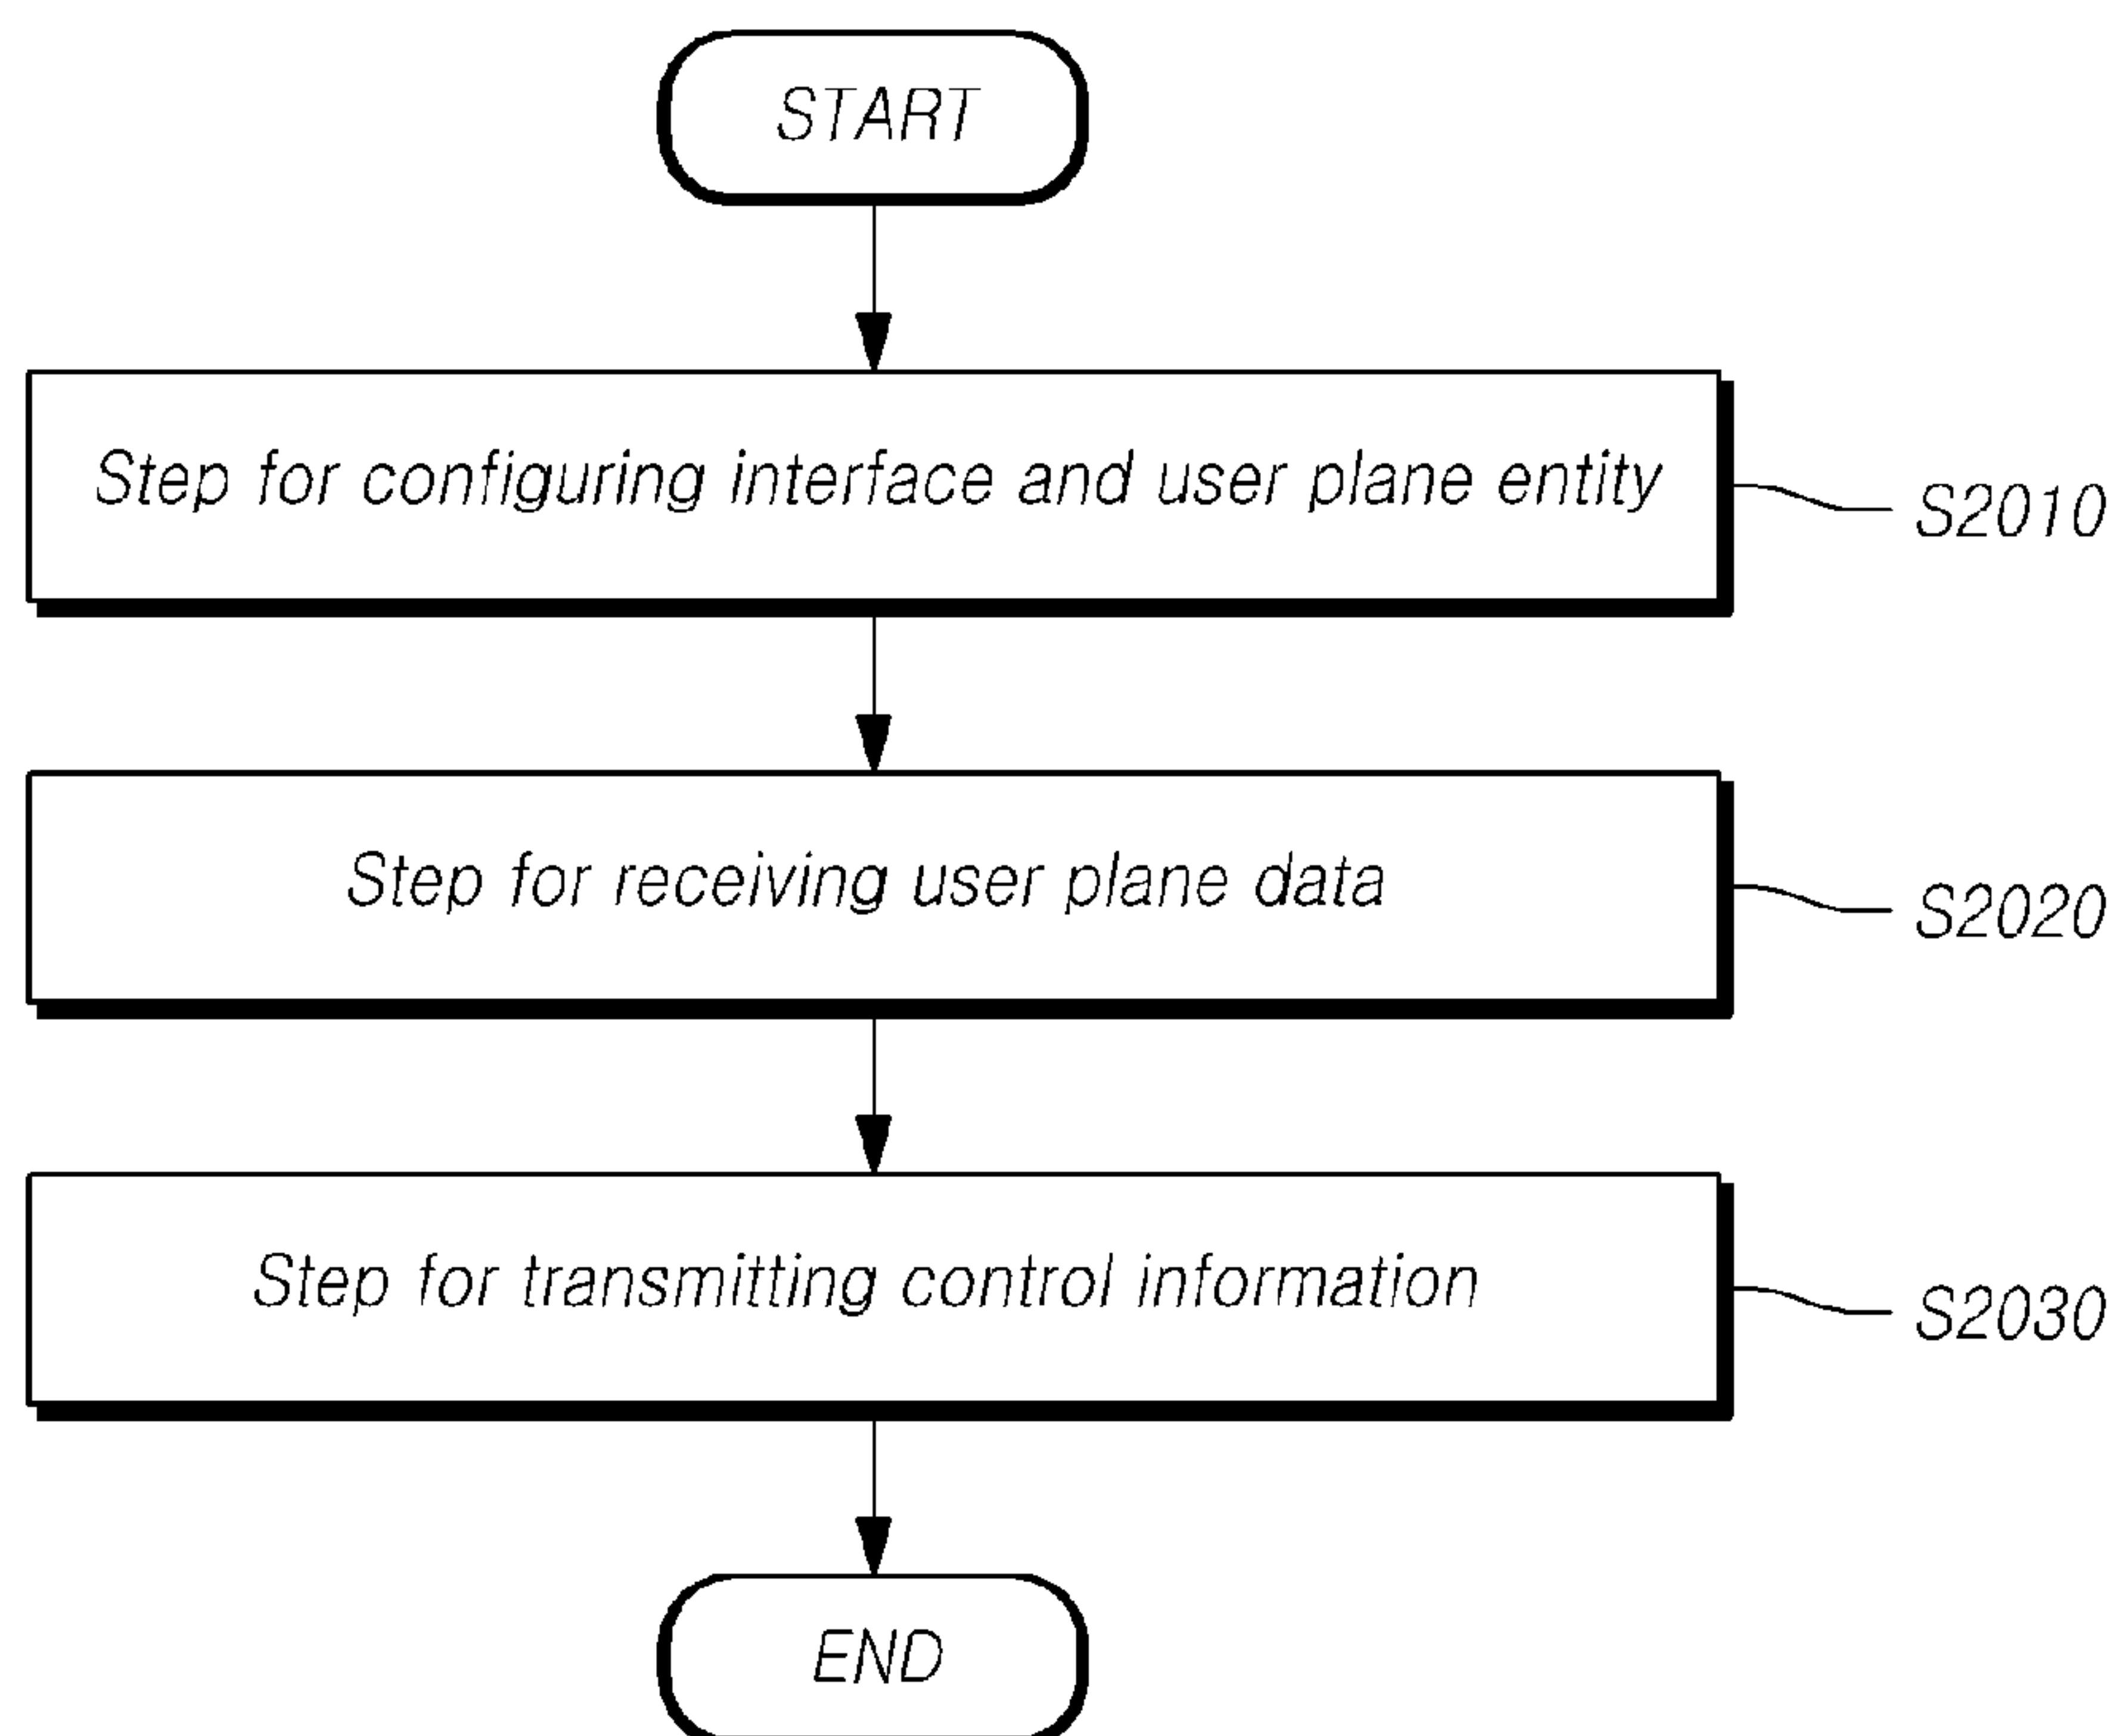 START
Step for configuring interface and user plane entity
S2010
Step for receiving user plane data
S2020
Step for transmitting control information
S2030
END